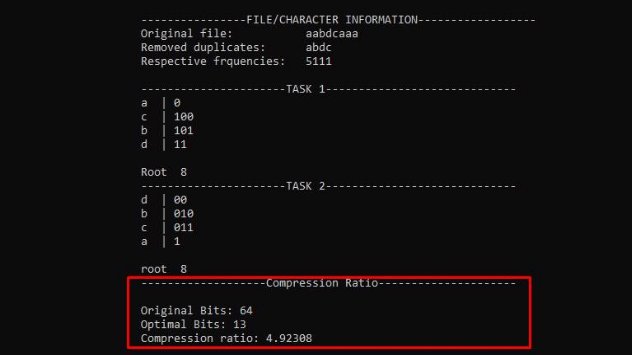 ----------------FILE/CHARACTER INFORMATION------------------
Original file:           aabdcaaa
Removed duplicates:      abdc
Respective frquencies:   5111
----------------------TASK 1-----------------------------
a  | 0
c  | 100
b  | 101
d  | 11
Root  8
----------------------TASK 2-----------------------------
d  | 00
b  | 010
c  | 011
a  | 1
root  8
-------------------Compression Ratio---------------------
Original Bits: 64
Optimal Bits: 13
Compression ratio: 4.92308